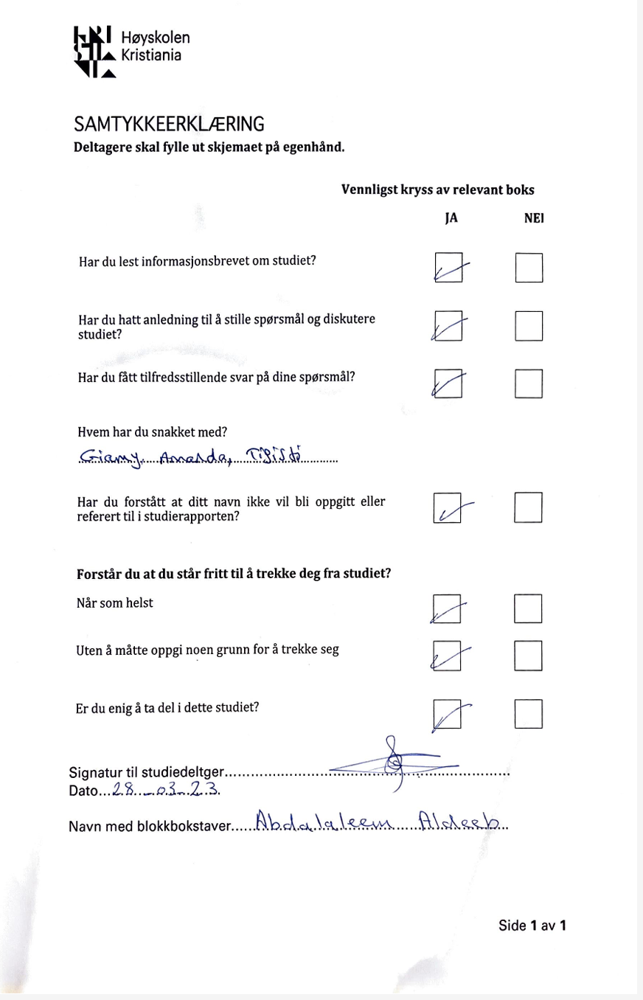 Høyskolen
Kristiania
SAMTYKKEERKLÆRING
Deltagere skal fylle ut skjemaet på egenhånd.
Vennligst kryss av relevant boks
JA NEI
Har du lest informasjonsbrevet om studiet?
Har du hatt anledning til å stille spørsmål og diskutere
studiet?
Har du fått tilfredsstillende svar på dine spørsmål?
Hvem har du snakket med?
Giamy, Amanda,
Har du forstått at ditt navn ikke vil bli oppgitt eller
referert til i studierapporten?
Forstår du at du står fritt til å trekke deg fra studiet?
Når som helst
Uten å måtte oppgi noen grunn for å trekke seg
Er du enig å ta del i dette studiet?
Signatur til studiedeltger
Dato...28-03-23.
Navn med blokkbokstaver......Abdalaleem Aldeeb...
Side 1 av 1